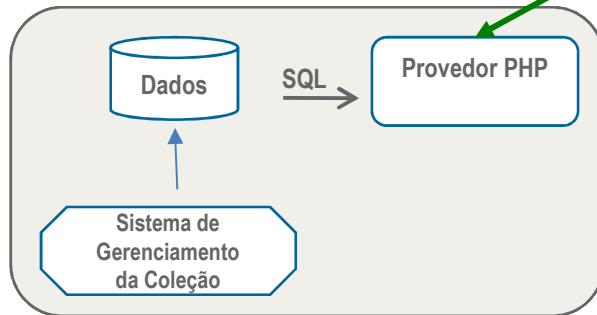 Dados
SQL
Provedor PHP
Sistema de
Gerenciamento
da Coleção